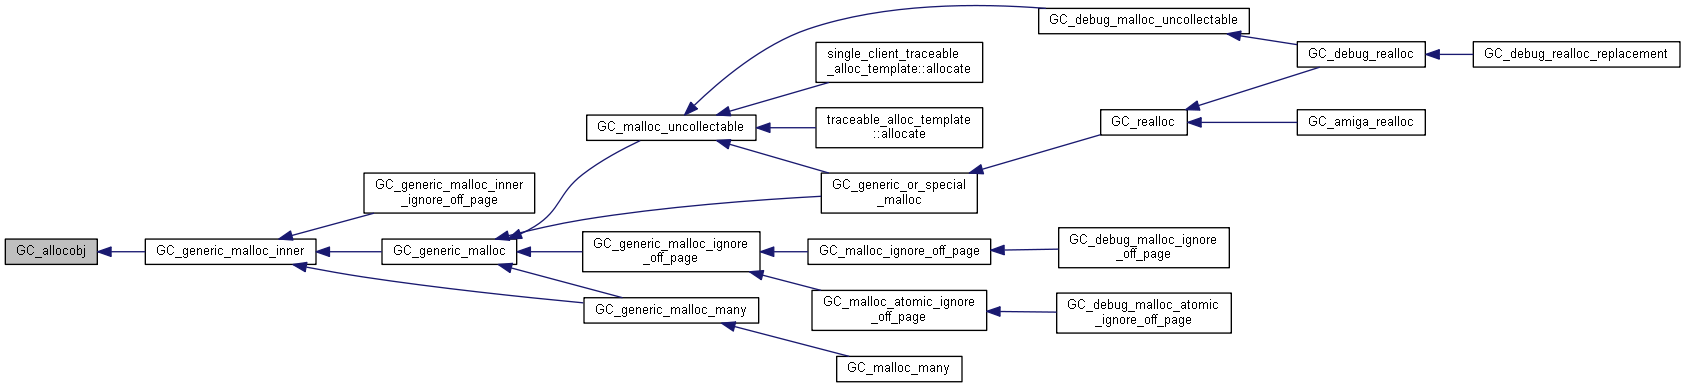 GC_allocobj
GC_generic_malloc_inner
GC_generic_malloc_inner
_ignore_off_page
GC_generic_malloc
GC_malloc_uncollectable
GC_generic_malloc_ignore
_off_page
GC_generic_malloc_many
single_client_traceable
_alloc_template::allocate
traceable_alloc_template
::allocate
GC_generic_or_special
_malloc
GC_malloc_ignore_off_page
GC_malloc_atomic_ignore
_off_page
GC_malloc_many
GC_debug_malloc_uncollectable
GC_realloc
GC_debug_malloc_ignore
_off_page
GC_debug_malloc_atomic
_ignore_off_page
GC_debug_realloc
GC_amiga_realloc
GC_debug_realloc_replacement